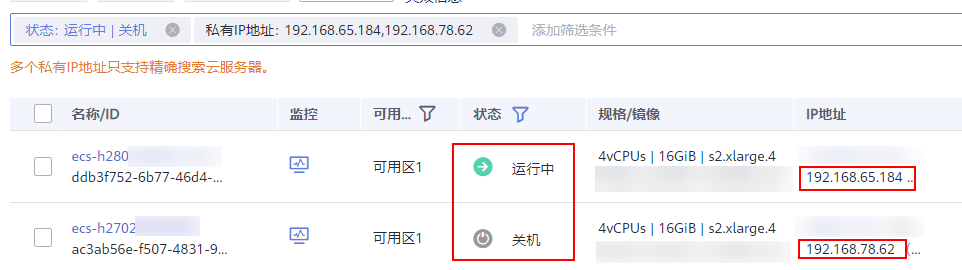 状态: 运行中 | 关机 私有IP地址: 192.168.65.184,192.168.78.62 添加筛选条件
多个私有IP地址只支持精确搜索云服务器。
名称/ID 监控 可用... 状态 规格/镜像 IP地址
ecs-h280
ddb3f752-6b77-46d4-... 可用区1 运行中 4vCPUs | 16GiB | s2.xlarge.4 192.168.65.184 ..
ecs-h2702
ac3ab56e-f507-4831-9... 可用区1 关机 4vCPUs | 16GiB | s2.xlarge.4 192.168.78.62 (...